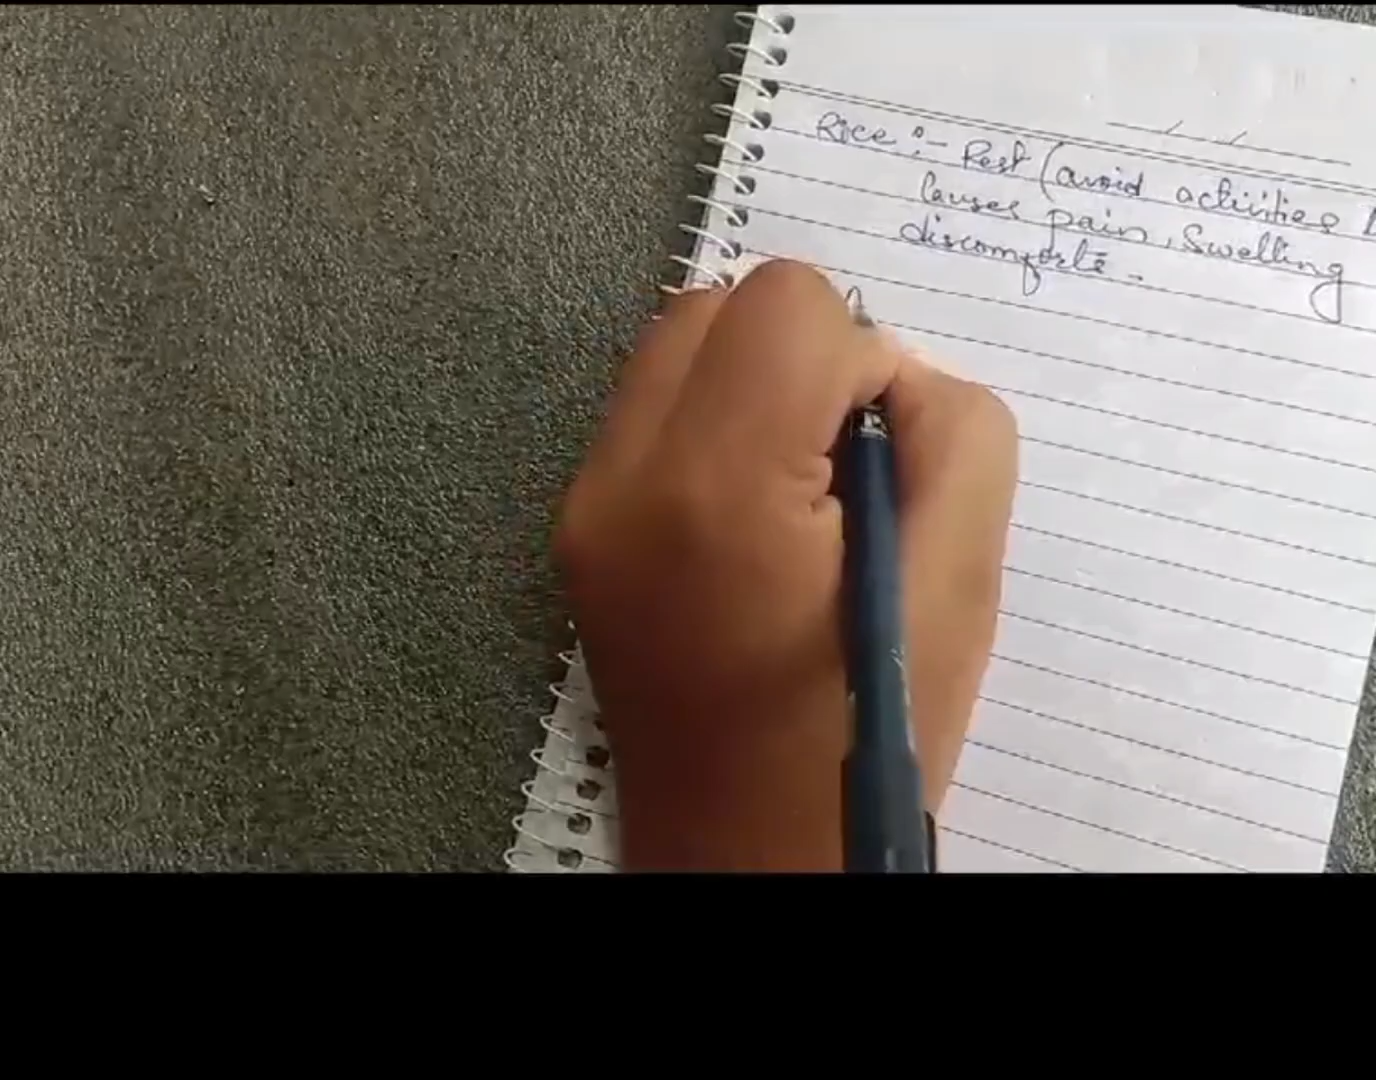 Rice :- Rest (avoid activities
causes pain, Swelling
discomforte -